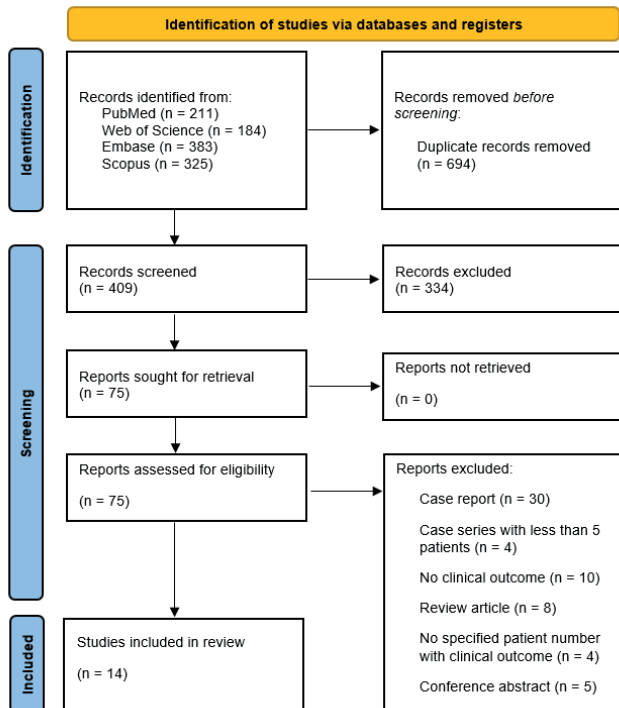 Identification of studies via databases and registers
Identification
Records identified from:
PubMed (n = 211)
Web of Science (n = 184)
Embase (n = 383)
Scopus (n = 325)
Records removed before
screening:
Duplicate records removed
(n = 694)
Screening
Records screened
(n = 409)
Records excluded
(n = 334)
Reports sought for retrieval
(n = 75)
Reports not retrieved
(n = 0)
Reports assessed for eligibility
(n = 75)
Reports excluded:
Case report (n = 30)
Case series with less than 5
patients (n = 4)
No clinical outcome (n = 10)
Review article (n = 8)
No specified patient number
with clinical outcome (n = 4)
Conference abstract (n = 5)
Included
Studies included in review
(n = 14)